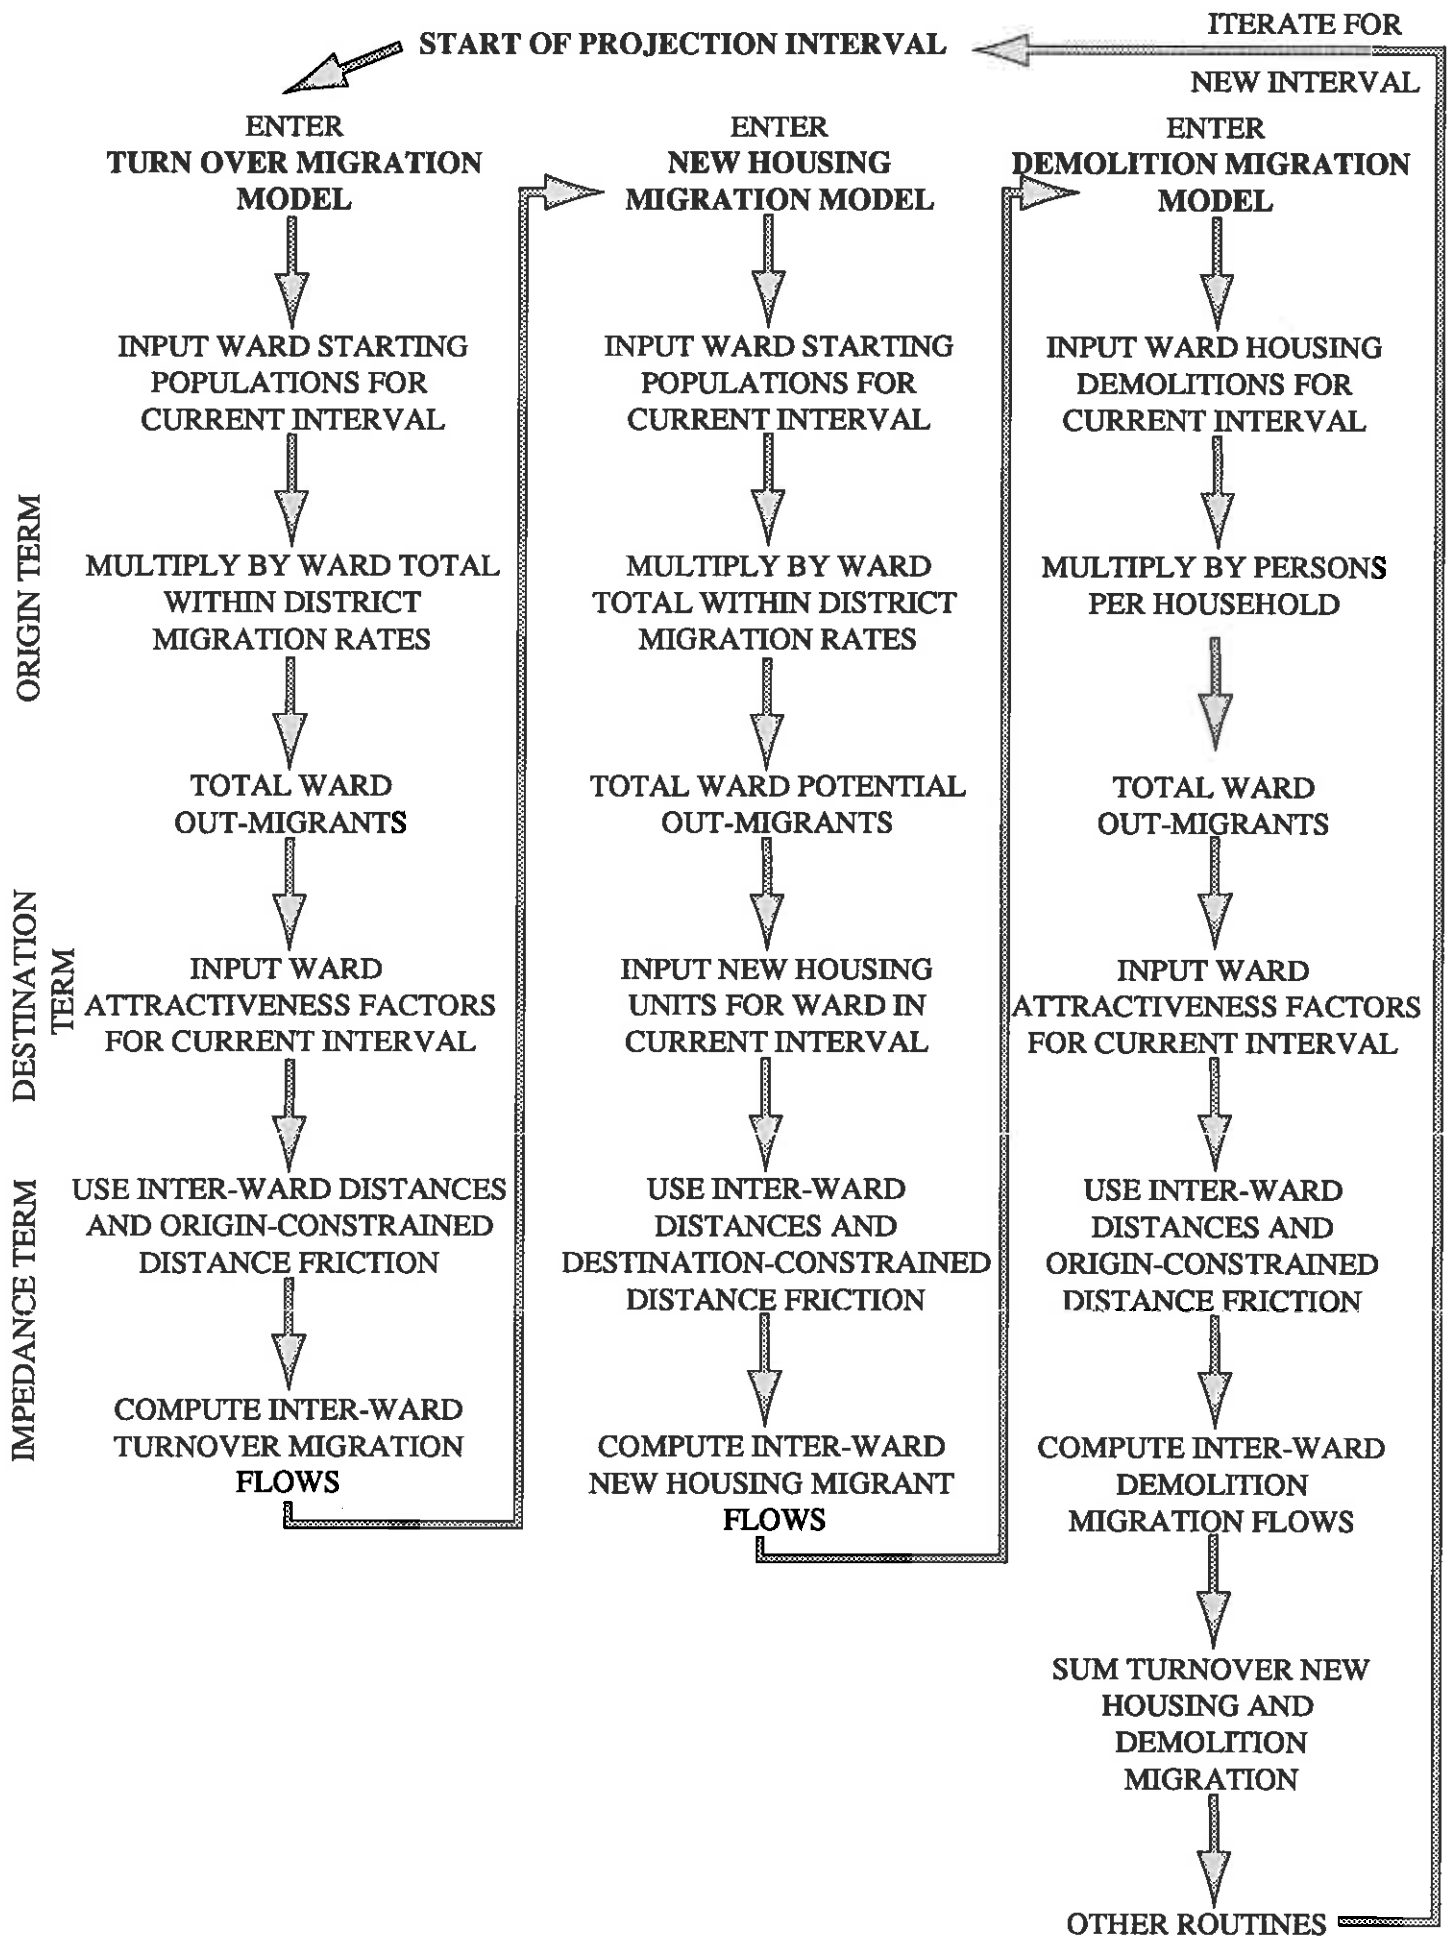 START OF PROJECTION INTERVAL
ITERATE FOR
NEW INTERVAL
ENTER
TURN OVER MIGRATION
MODEL
INPUT WARD STARTING
POPULATIONS FOR
CURRENT INTERVAL
MULTIPLY BY WARD TOTAL
WITHIN DISTRICT
MIGRATION RATES
TOTAL WARD
OUT-MIGRANTS
INPUT WARD
ATTRACTIVENESS FACTORS
FOR CURRENT INTERVAL
USE INTER-WARD DISTANCES
AND ORIGIN-CONSTRAINED
DISTANCE FRICTION
COMPUTE INTER-WARD
TURNOVER MIGRATION
FLOWS
ENTER
NEW HOUSING
MIGRATION MODEL
INPUT WARD STARTING
POPULATIONS FOR
CURRENT INTERVAL
MULTIPLY BY WARD
TOTAL WITHIN DISTRICT
MIGRATION RATES
TOTAL WARD POTENTIAL
OUT-MIGRANTS
INPUT NEW HOUSING
UNITS FOR WARD IN
CURRENT INTERVAL
USE INTER-WARD
DISTANCES AND
DESTINATION-CONSTRAINED
DISTANCE FRICTION
COMPUTE INTER-WARD
NEW HOUSING MIGRANT
FLOWS
ENTER
DEMOLITION MIGRATION
MODEL
INPUT WARD HOUSING
DEMOLITIONS FOR
CURRENT INTERVAL
MULTIPLY BY PERSONS
PER HOUSEHOLD
TOTAL WARD
OUT-MIGRANTS
INPUT WARD
ATTRACTIVENESS FACTORS
FOR CURRENT INTERVAL
USE INTER-WARD
DISTANCES AND
ORIGIN-CONSTRAINED
DISTANCE FRICTION
COMPUTE INTER-WARD
DEMOLITION
MIGRATION FLOWS
SUM TURNOVER NEW
HOUSING AND
DEMOLITION
MIGRATION
OTHER ROUTINES
ORIGIN TERM
DESTINATION
TERM
IMPEDANCE TERM